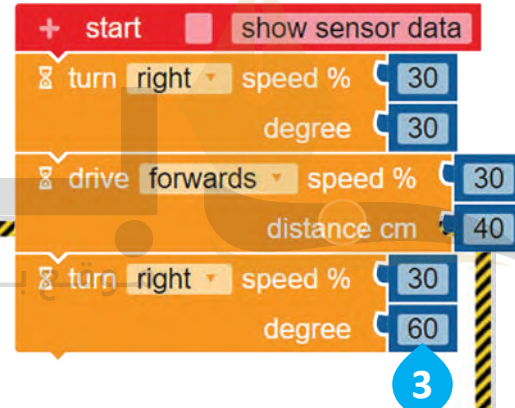 + start show sensor data
turn right speed % 30
degree 30
drive forwards speed % 30
distance cm 40
turn right speed % 30
degree 60
3